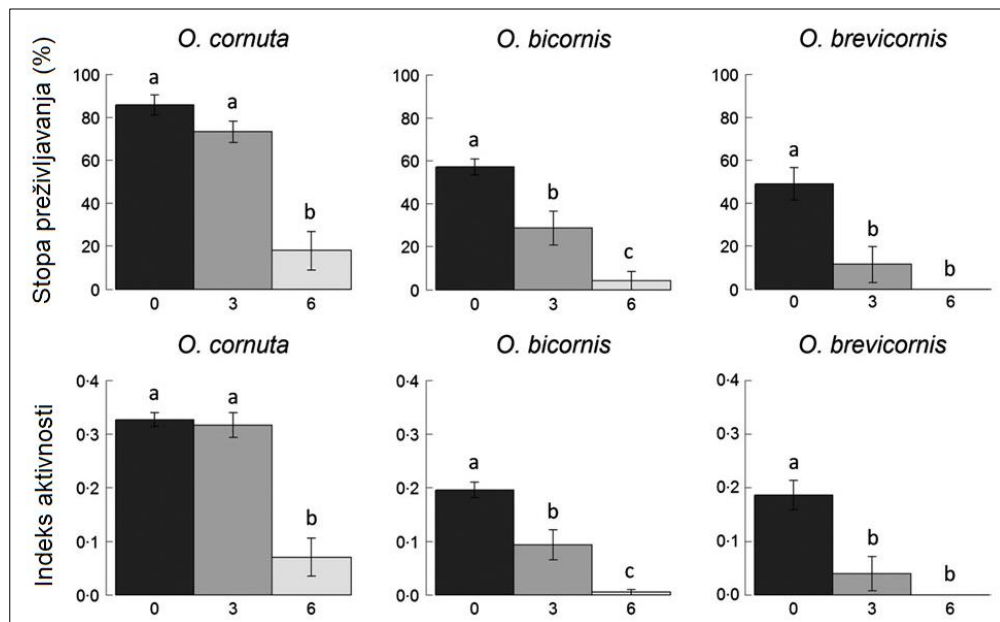 O. cornuta O. bicornis O. brevicornis
Stopa preživljavanja (%)
100 100 100
80 80 80
60 60 60
40 40 40
20 20 20
0 0 0
a a b
a b c
a b b
0 3 6 0 3 6 0 3 6
O. cornuta O. bicornis O. brevicornis
Indeks aktivnosti
0·4 0·4 0·4
0·3 0·3 0·3
0·2 0·2 0·2
0·1 0·1 0·1
0·0 0·0 0·0
a a b
a b c
a b b
0 3 6 0 3 6 0 3 6